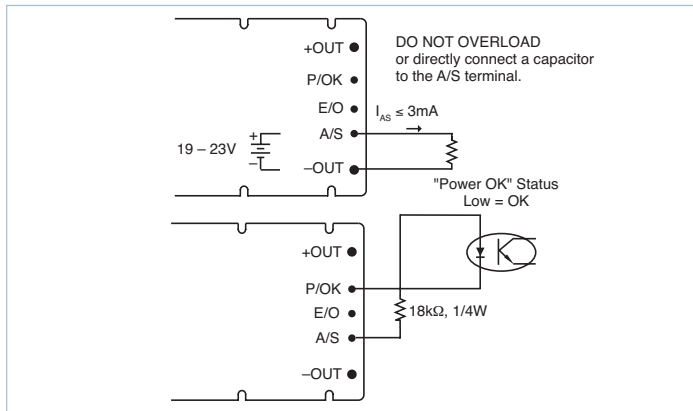 +OUT
DO NOT OVERLOAD
or directly connect a capacitor
to the A/S terminal.
P/OK
E/O
I_AS ≤ 3mA
A/S
19 – 23V
+
–
–OUT
"Power OK" Status
Low = OK
+OUT
P/OK
E/O
18kΩ, 1/4W
A/S
–OUT